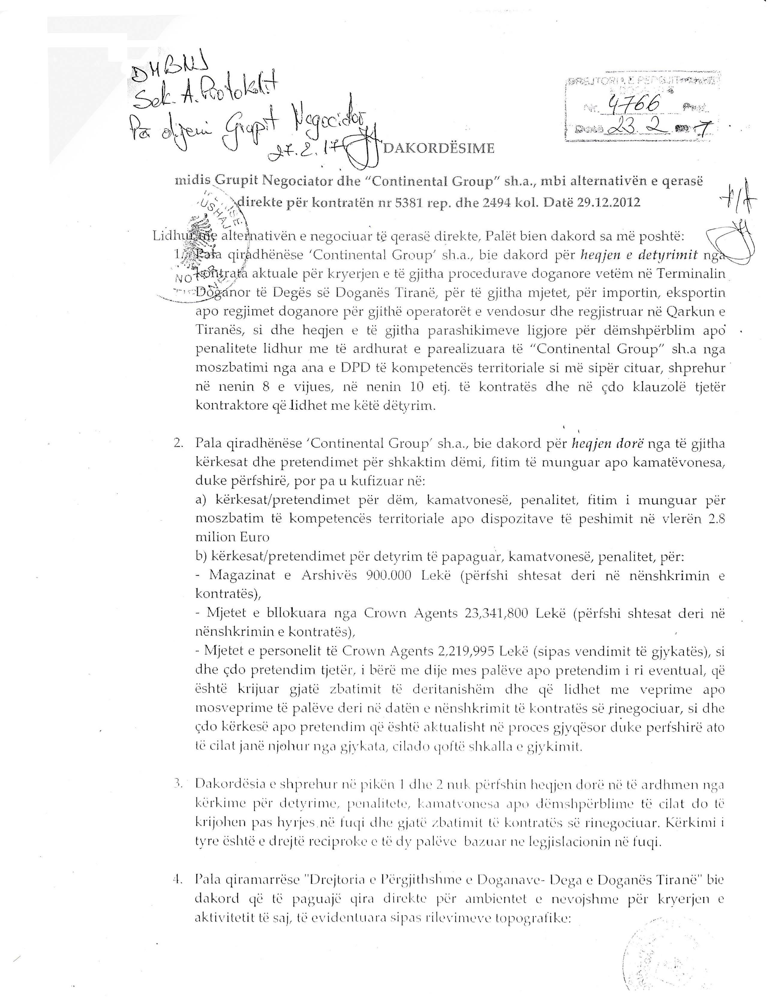 DHBNJ
Sek. A. Protokollit
Për dijeni Grupit Negociator
27.2.17
DREJTORIA E PERGJITHSHME
E DOGANAVE
Nr. 4766 Prot.
Datë 23. 2 7
DAKORDËSIME
midis Grupit Negociator dhe “Continental Group” sh.a., mbi alternativën e qerasë
direkte për kontratën nr 5381 rep. dhe 2494 kol. Datë 29.12.2012
Lidhur me alternativën e negociuar të qerasë direkte, Palët bien dakord sa më poshtë:
1. Pala qiradhënëse ‘Continental Group’ sh.a., bie dakord për heqjen e detyrimit nga
kontrata aktuale për kryerjen e të gjitha procedurave doganore vetëm në Terminalin
Doganor të Degës së Doganës Tiranë, për të gjitha mjetet, për importin, eksportin
apo regjimet doganore për gjithë operatorët e vendosur dhe regjistruar në Qarkun e
Tiranës, si dhe heqjen e të gjitha parashikimeve ligjore për dëmshpërblim apo
penalitete lidhur me të ardhurat e parealizuara të “Continental Group” sh.a nga
moszbatimi nga ana e DPD të kompetencës territoriale si më sipër cituar, shprehur
në nenin 8 e vijues, në nenin 10 etj. të kontratës dhe në çdo klauzolë tjetër
kontraktore që lidhet me këtë dëtyrim.
2. Pala qiradhënëse ‘Continental Group’ sh.a., bie dakord për heqjen dorë nga të gjitha
kërkesat dhe pretendimet për shkaktim dëmi, fitim të munguar apo kamatëvonesa,
duke përfshirë, por pa u kufizuar në:
a) kërkesat/pretendimet për dëm, kamatvonesë, penalitet, fitim i munguar për
moszbatim të kompetencës territoriale apo dispozitave të peshimit në vlerën 2.8
milion Euro
b) kërkesat/pretendimet për detyrim të papaguar, kamatvonesë, penalitet, për:
- Magazinat e Arshivës 900.000 Lekë (përfshi shtesat deri në nënshkrimin e
kontratës),
- Mjetet e bllokuara nga Crown Agents 23,341,800 Lekë (përfshi shtesat deri në
nënshkrimin e kontratës),
- Mjetet e personelit të Crown Agents 2,219,995 Lekë (sipas vendimit të gjykatës), si
dhe çdo pretendim tjetër, i bërë me dije mes palëve apo pretendim i ri eventual, që
është krijuar gjatë zbatimit të deritanishëm dhe që lidhet me veprime apo
mosveprime të palëve deri në datën e nënshkrimit të kontratës së rinegociuar, si dhe
çdo kërkesë apo pretendim që është aktualisht në proces gjyqësor duke perfshirë ato
të cilat janë njohur nga gjykata, cilado qoftë shkalla e gjykimit.
3. Dakordësia e shprehur në pikën 1 dhe 2 nuk përfshin heqjen dorë në të ardhmen nga
kërkime për detyrime, penalitete, kamatvonesa apo dëmshpërblime të cilat do të
krijohen pas hyrjes në fuqi dhe gjatë zbatimit të kontratës së rinegociuar. Kërkimi i
tyre është e drejtë reciproke e të dy palëve bazuar ne legjislacionin në fuqi.
4. Pala qiramarrëse "Drejtoria e Përgjithshme e Doganave- Dega e Doganës Tiranë" bie
dakord që të paguajë qira direkte për ambientet e nevojshme për kryerjen e
aktivitetit të saj, të evidentuara sipas rilevimeve topografike: